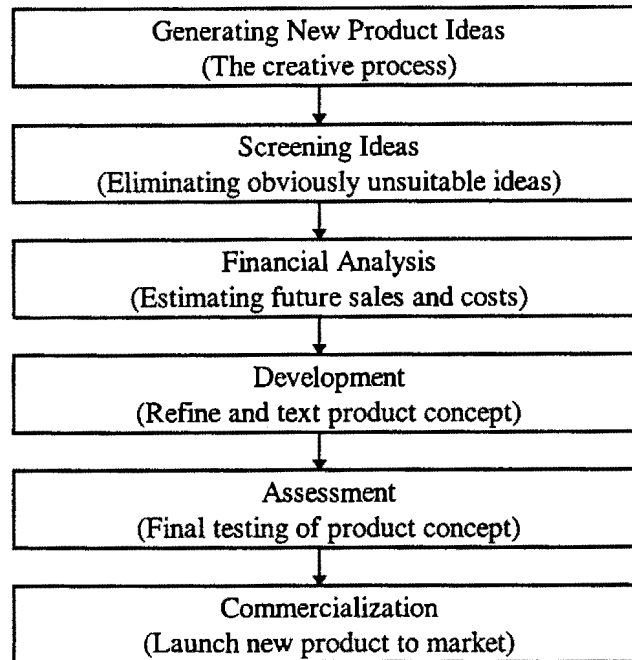 Generating New Product Ideas
(The creative process)
Screening Ideas
(Eliminating obviously unsuitable ideas)
Financial Analysis
(Estimating future sales and costs)
Development
(Refine and text product concept)
Assessment
(Final testing of product concept)
Commercialization
(Launch new product to market)